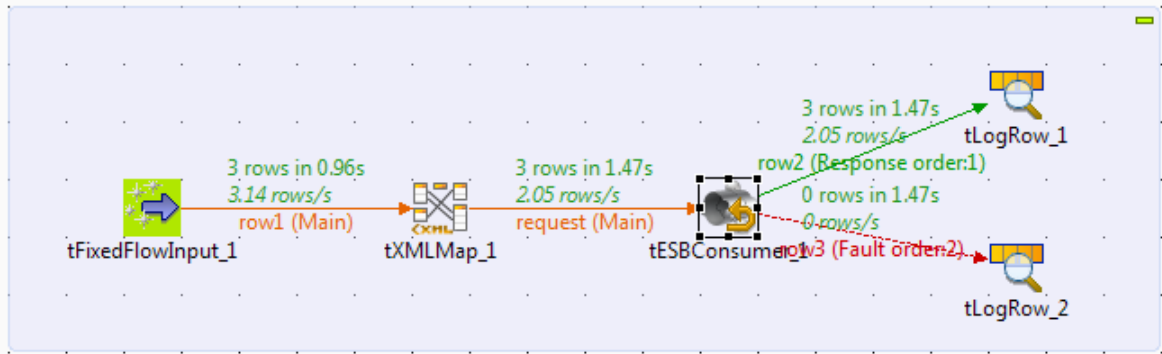 3 rows in 0.96s
3.14 rows/s
row1 (Main)
tFixedFlowInput_1
<XML>
tXMLMap_1
3 rows in 1.47s
2.05 rows/s
request (Main)
tESBConsumer_1
3 rows in 1.47s
2.05 rows/s
row2 (Response order:1)
tLogRow_1
0 rows in 1.47s
0 rows/s
row3 (Fault order:2)
tLogRow_2